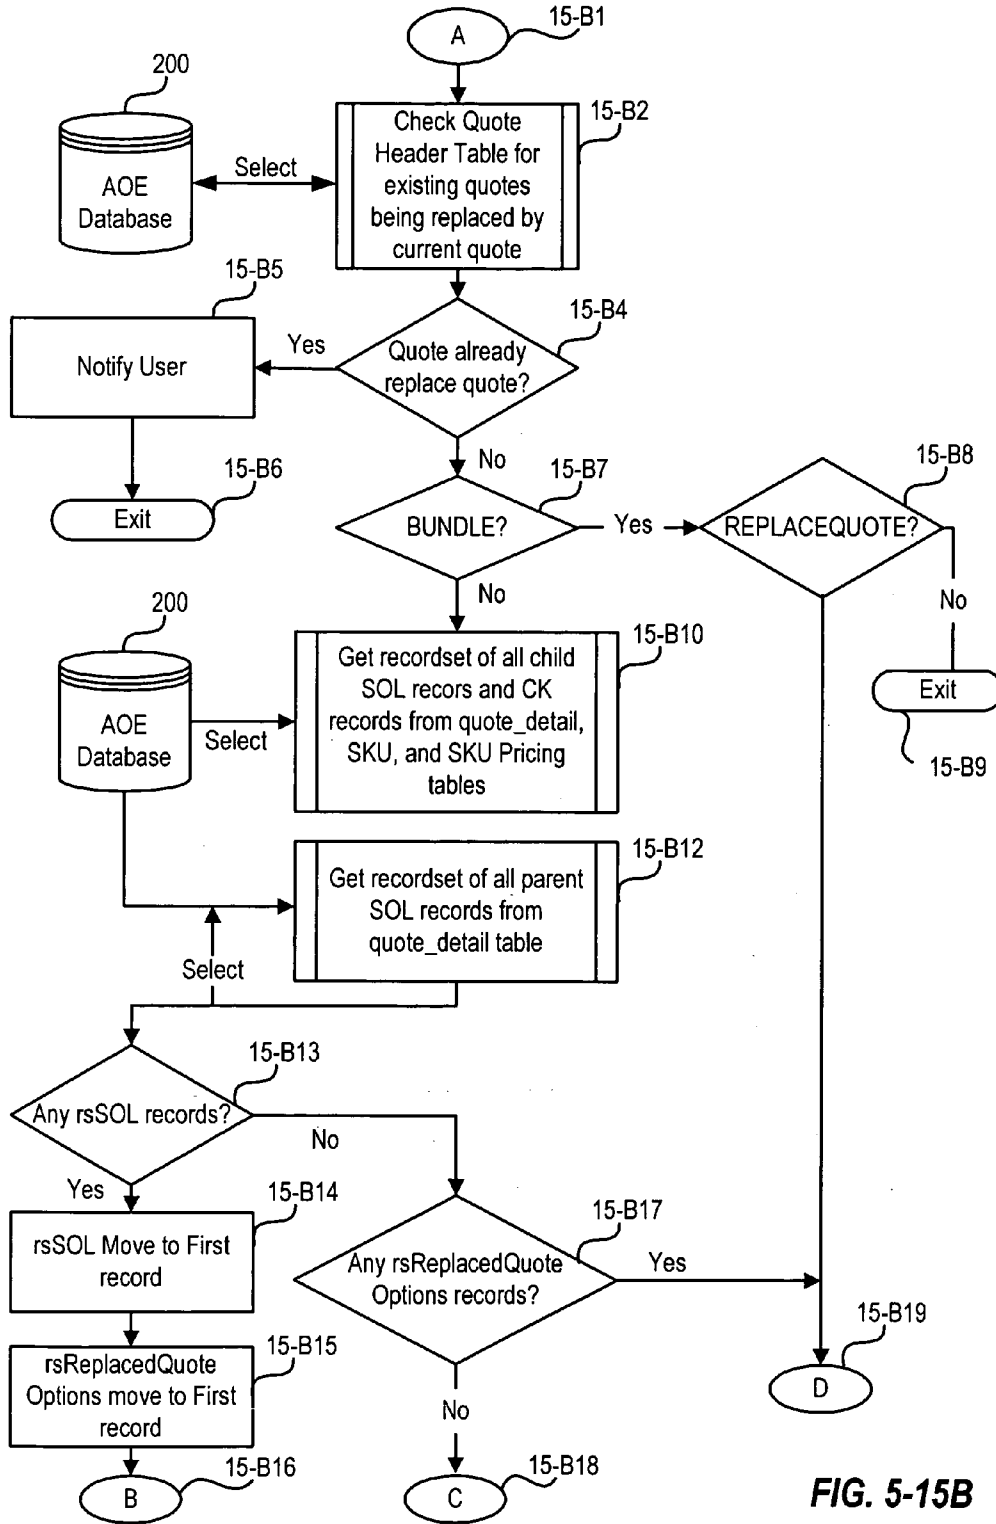 A
15-B1
200
AOE
Database
Select
Check Quote
Header Table for
existing quotes
being replaced by
current quote
15-B2
15-B5
Notify User
Yes
Quote already
replace quote?
15-B4
15-B6
Exit
No
15-B7
BUNDLE?
Yes
15-B8
REPLACEQUOTE?
No
No
Exit
15-B9
200
AOE
Database
Select
Get recordset of all child
SOL recors and CK
records from quote_detail,
SKU, and SKU Pricing
tables
15-B10
Get recordset of all parent
SOL records from
quote_detail table
15-B12
Select
15-B13
Any rsSOL records?
No
Yes
15-B14
rsSOL Move to First
record
15-B17
Any rsReplacedQuote
Options records?
Yes
15-B15
rsReplacedQuote
Options move to First
record
No
15-B19
D
15-B16
B
15-B18
C
FIG. 5-15B